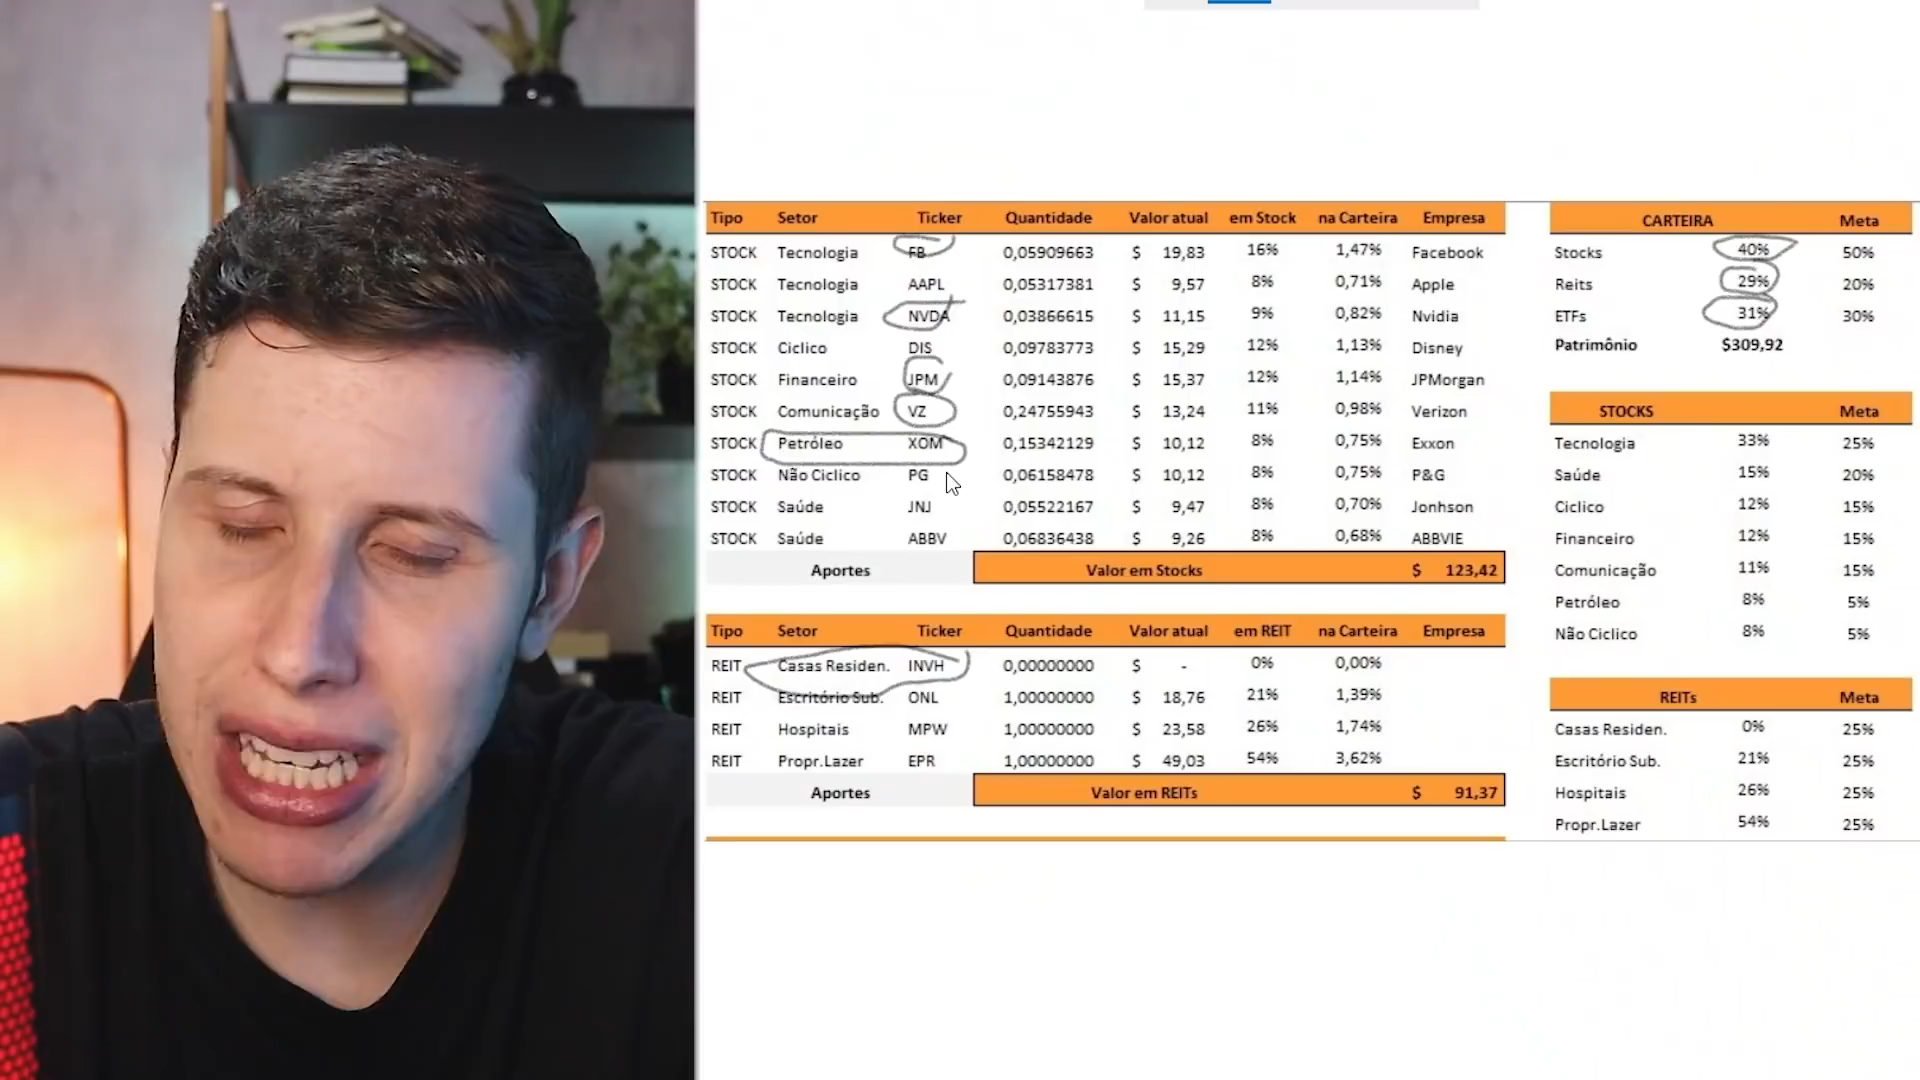 Tipo Setor Ticker Quantidade Valor atual em Stock na Carteira Empresa
STOCK Tecnologia FB 0,05909663 $ 19,83 16% 1,47% Facebook
STOCK Tecnologia AAPL 0,05317381 $ 9,57 8% 0,71% Apple
STOCK Tecnologia NVDA 0,03866615 $ 11,15 9% 0,82% Nvidia
STOCK Ciclico DIS 0,09783773 $ 15,29 12% 1,13% Disney
STOCK Financeiro JPM 0,09143876 $ 15,37 12% 1,14% JPMorgan
STOCK Comunicação VZ 0,24755943 $ 13,24 11% 0,98% Verizon
STOCK Petróleo XOM 0,15342129 $ 10,12 8% 0,75% Exxon
STOCK Não Ciclico PG 0,06158478 $ 10,12 8% 0,75% P&G
STOCK Saúde JNJ 0,05522167 $ 9,47 8% 0,70% Jonhson
STOCK Saúde ABBV 0,06836438 $ 9,26 8% 0,68% ABBVIE
Aportes Valor em Stocks $ 123,42
Tipo Setor Ticker Quantidade Valor atual em REIT na Carteira Empresa
REIT Casas Residen. INVH 0,00000000 $ - 0% 0,00%
REIT Escritório Sub. ONL 1,00000000 $ 18,76 21% 1,39%
REIT Hospitais MPW 1,00000000 $ 23,58 26% 1,74%
REIT Propr.Lazer EPR 1,00000000 $ 49,03 54% 3,62%
Aportes Valor em REITs $ 91,37
CARTEIRA Meta
Stocks 40% 50%
Reits 29% 20%
ETFs 31% 30%
Patrimônio $309,92
STOCKS Meta
Tecnologia 33% 25%
Saúde 15% 20%
Ciclico 12% 15%
Financeiro 12% 15%
Comunicação 11% 15%
Petróleo 8% 5%
Não Ciclico 8% 5%
REITs Meta
Casas Residen. 0% 25%
Escritório Sub. 21% 25%
Hospitais 26% 25%
Propr.Lazer 54% 25%